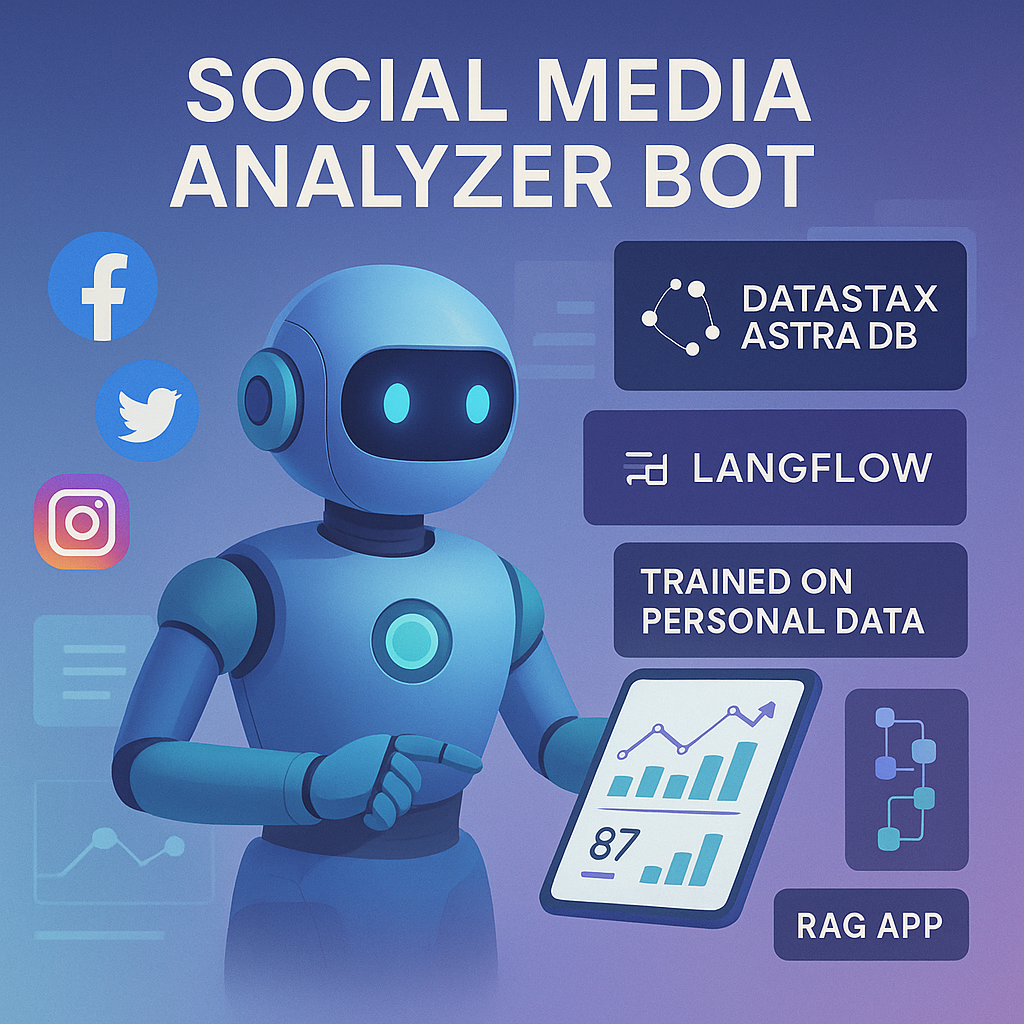 SOCIAL MEDIA
ANALYZER BOT
DATASTAX
ASTRA DB
LANGFLOW
TRAINED ON
PERSONAL DATA
87
RAG APP